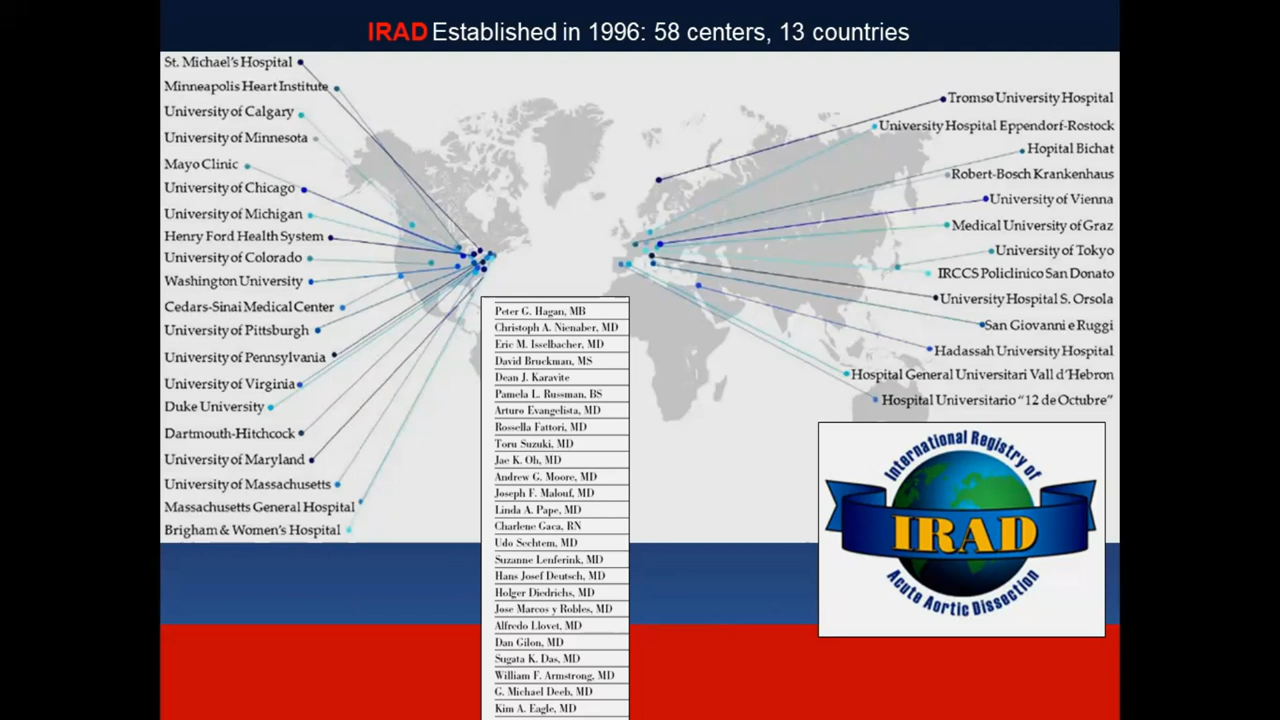 IRAD Established in 1996: 58 centers, 13 countries
St. Michael's Hospital
Minneapolis Heart Institute
University of Calgary
University of Minnesota
Mayo Clinic
University of Chicago
University of Michigan
Henry Ford Health System
University of Colorado
Washington University
Cedars-Sinai Medical Center
University of Pittsburgh
University of Pennsylvania
University of Virginia
Duke University
Dartmouth-Hitchcock
University of Maryland
University of Massachusetts
Massachusetts General Hospital
Brigham & Women's Hospital
Tromsø University Hospital
University Hospital Eppendorf-Rostock
Hopital Bichat
Robert-Bosch Krankenhaus
University of Vienna
Medical University of Graz
University of Tokyo
IRCCS Policlinico San Donato
University Hospital S. Orsola
San Giovanni e Ruggi
Hadassah University Hospital
Hospital General Universitari Vall d'Hebron
Hospital Universitario “12 de Octubre”
Peter G. Hagan, MB
Christoph A. Nienaber, MD
Eric M. Isselbacher, MD
David Bruckman, MS
Dean J. Karavite
Pamela L. Russman, BS
Arturo Evangelista, MD
Rossella Fattori, MD
Toru Suzuki, MD
Jae K. Oh, MD
Andrew G. Moore, MD
Joseph F. Malouf, MD
Linda A. Pape, MD
Charlene Gaca, RN
Udo Sechtem, MD
Suzanne Lenferink, MD
Hans Josef Deutsch, MD
Holger Diedrichs, MD
Jose Marcos y Robles, MD
Alfredo Llovet, MD
Dan Gilon, MD
Sugata K. Das, MD
William F. Armstrong, MD
G. Michael Deeb, MD
Kim A. Eagle, MD
International Registry of
IRAD
Acute Aortic Dissection